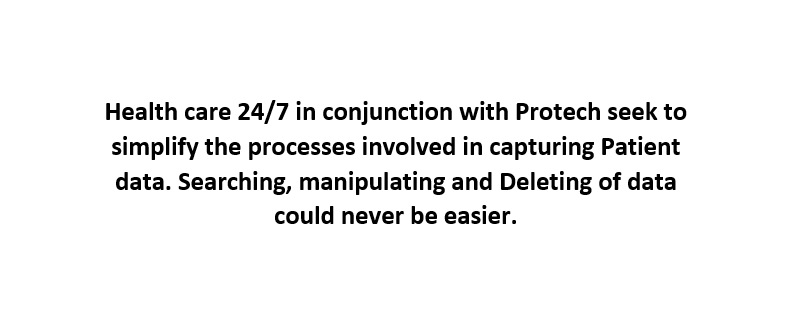 Health care 24/7 in conjunction with Protech seek to
simplify the processes involved in capturing Patient
data. Searching, manipulating and Deleting of data
could never be easier.